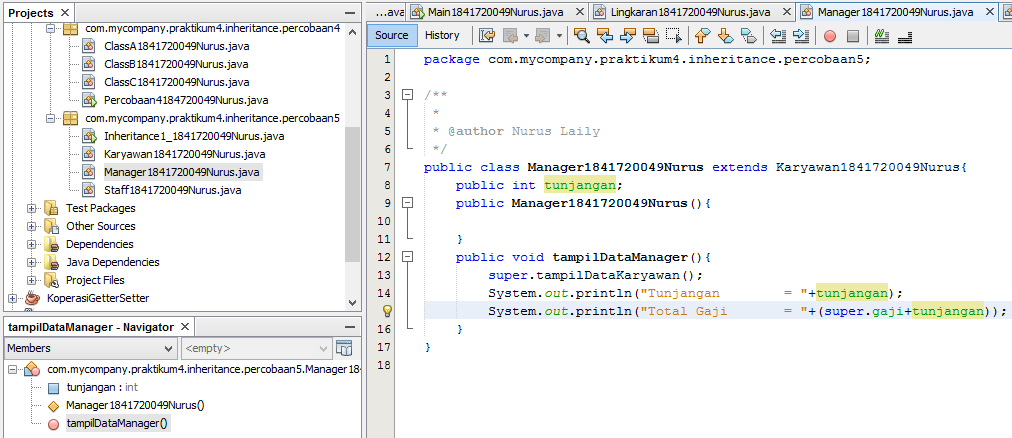 Projects
com.mycompany.praktikum4.inheritance.percobaan4
ClassA1841720049Nurus.java
ClassB1841720049Nurus.java
ClassC1841720049Nurus.java
Percobaan4184720049Nurus.java
com.mycompany.praktikum4.inheritance.percobaan5
Inheritance1_1841720049Nurus.java
Karyawan1841720049Nurus.java
Manager1841720049Nurus.java
Staff1841720049Nurus.java
Test Packages
Other Sources
Dependencies
Java Dependencies
Project Files
KoperasiGetterSetter
tampilDataManager - Navigator
Members
<empty>
com.mycompany.praktikum4.inheritance.percobaan5.Manager18
tunjangan : int
Manager1841720049Nurus()
tampilDataManager()
...ava
Main1841720049Nurus.java
Lingkaran1841720049Nurus.java
Manager1841720049Nurus.java
Source
History
1 package com.mycompany.praktikum4.inheritance.percobaan5;
2
3 /**
4 *
5 * @author Nurus Laily
6 */
7 public class Manager1841720049Nurus extends Karyawan1841720049Nurus{
8 public int tunjangan;
9 public Manager1841720049Nurus(){
10
11 }
12 public void tampilDataManager(){
13 super.tampilDataKaryawan();
14 System.out.println("Tunjangan        = "+tunjangan);
System.out.println("Total Gaji       = "+(super.gaji+tunjangan));
16 }
17 }
18